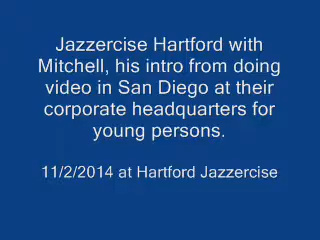 Jazzercise Hartford with
Mitchell, his intro from doing
video in San Diego at their
corporate headquarters for
young persons.
11/2/2014 at Hartford Jazzercise